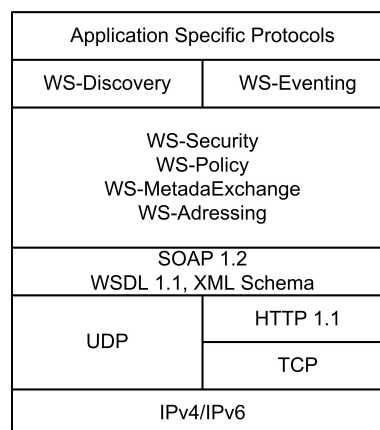 Application Specific Protocols
WS-Discovery
WS-Eventing
WS-Security
WS-Policy
WS-MetadaExchange
WS-Adressing
SOAP 1.2
WSDL 1.1, XML Schema
UDP
HTTP 1.1
TCP
IPv4/IPv6